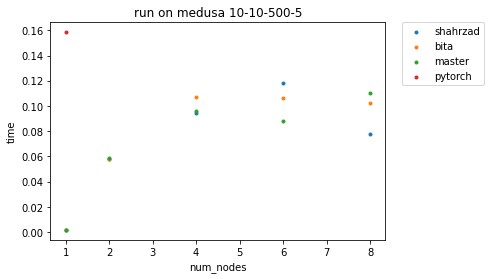 run on medusa 10-10-500-5
shahrzad
bita
master
pytorch
0.16
0.14
0.12
0.10
0.08
0.06
0.04
0.02
0.00
time
1 2 3 4 5 6 7 8
num_nodes